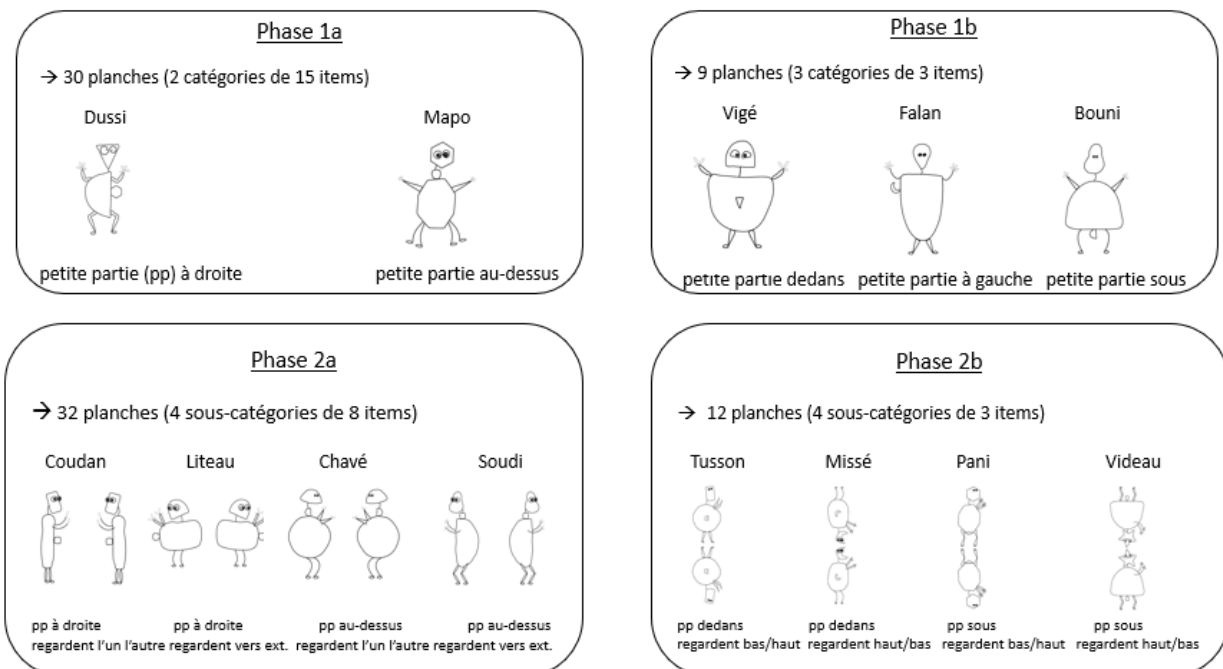 Phase 1a
→ 30 planches (2 catégories de 15 items)
Dussi Mapo
petite partie (pp) à droite petite partie au-dessus
Phase 1b
→ 9 planches (3 catégories de 3 items)
Vigé Falan Bouni
petite partie dedans petite partie à gauche petite partie sous
Phase 2a
→ 32 planches (4 sous-catégories de 8 items)
Coudan Liteau Chavé Soudi
pp à droite pp à droite pp au-dessus pp au-dessus
regardent l'un l'autre regardent vers ext. regardent l'un l'autre regardent vers ext.
Phase 2b
→ 12 planches (4 sous-catégories de 3 items)
Tusson Missé Pani Videau
pp dedans pp dedans pp sous pp sous
regardent bas/haut regardent haut/bas regardent bas/haut regardent haut/bas